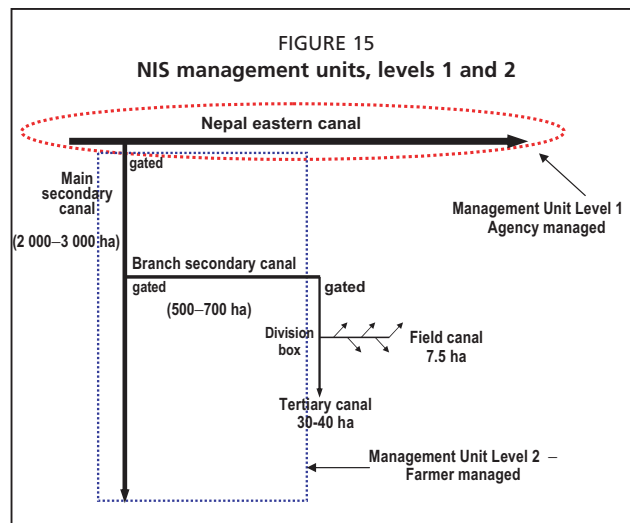 FIGURE 15
NIS management units, levels 1 and 2
Nepal eastern canal
gated
Main
secondary
canal
(2 000–3 000 ha)
Management Unit Level 1
Agency managed
Branch secondary canal
gated
gated
(500–700 ha)
Division
box
Field canal
7.5 ha
Tertiary canal
30-40 ha
Management Unit Level 2 –
Farmer managed